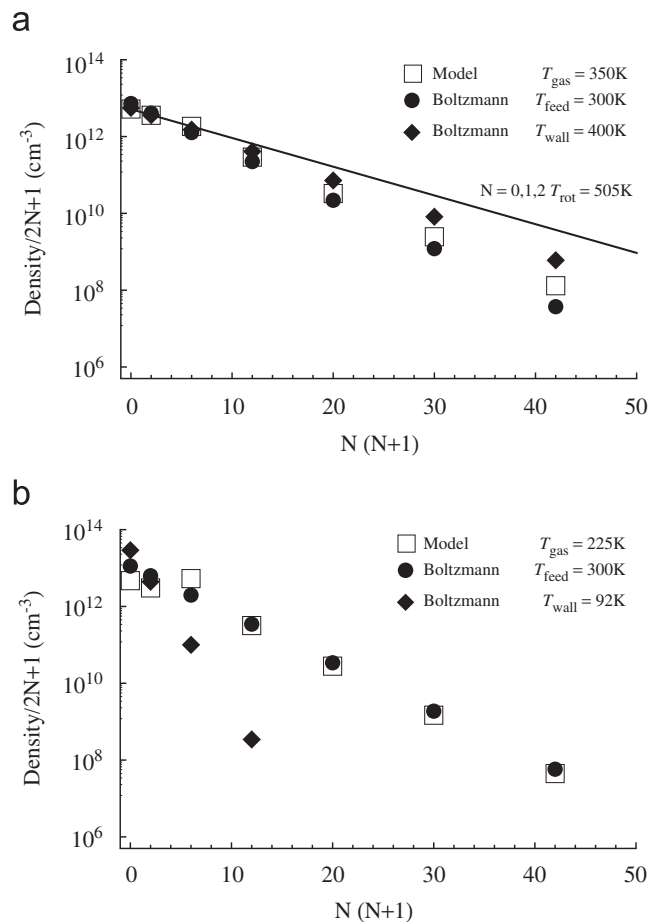 a
10^14
10^12
10^10
10^8
10^6
Density/2N+1 (cm^-3)
Model T_gas = 350K
Boltzmann T_feed = 300K
Boltzmann T_wall = 400K
N = 0,1,2 T_rot = 505K
0 10 20 30 40 50
N (N+1)
b
10^14
10^12
10^10
10^8
10^6
Density/2N+1 (cm^-3)
Model T_gas = 225K
Boltzmann T_feed = 300K
Boltzmann T_wall = 92K
0 10 20 30 40 50
N (N+1)